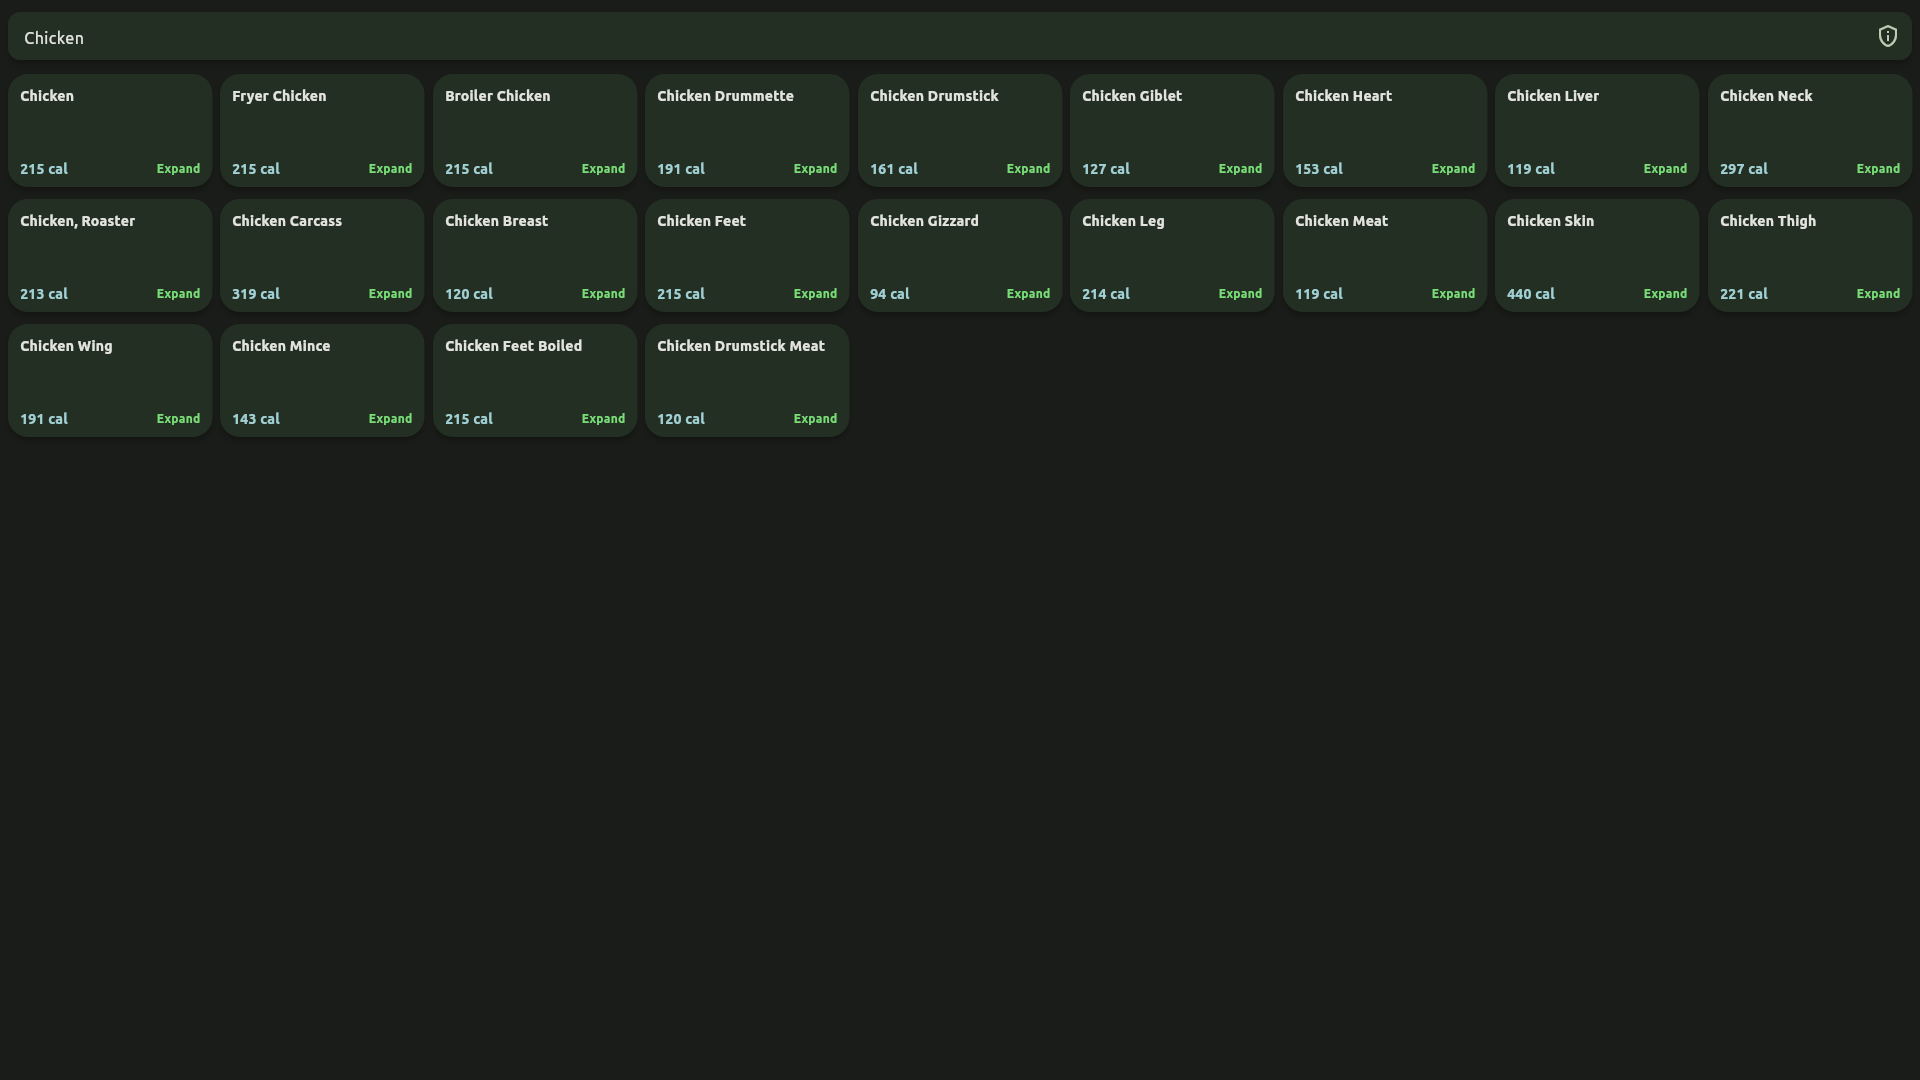 Chicken
Chicken
215 cal
Expand
Fryer Chicken
215 cal
Expand
Broiler Chicken
215 cal
Expand
Chicken Drummette
191 cal
Expand
Chicken Drumstick
161 cal
Expand
Chicken Giblet
127 cal
Expand
Chicken Heart
153 cal
Expand
Chicken Liver
119 cal
Expand
Chicken Neck
297 cal
Expand
Chicken, Roaster
213 cal
Expand
Chicken Carcass
319 cal
Expand
Chicken Breast
120 cal
Expand
Chicken Feet
215 cal
Expand
Chicken Gizzard
94 cal
Expand
Chicken Leg
214 cal
Expand
Chicken Meat
119 cal
Expand
Chicken Skin
440 cal
Expand
Chicken Thigh
221 cal
Expand
Chicken Wing
191 cal
Expand
Chicken Mince
143 cal
Expand
Chicken Feet Boiled
215 cal
Expand
Chicken Drumstick Meat
120 cal
Expand